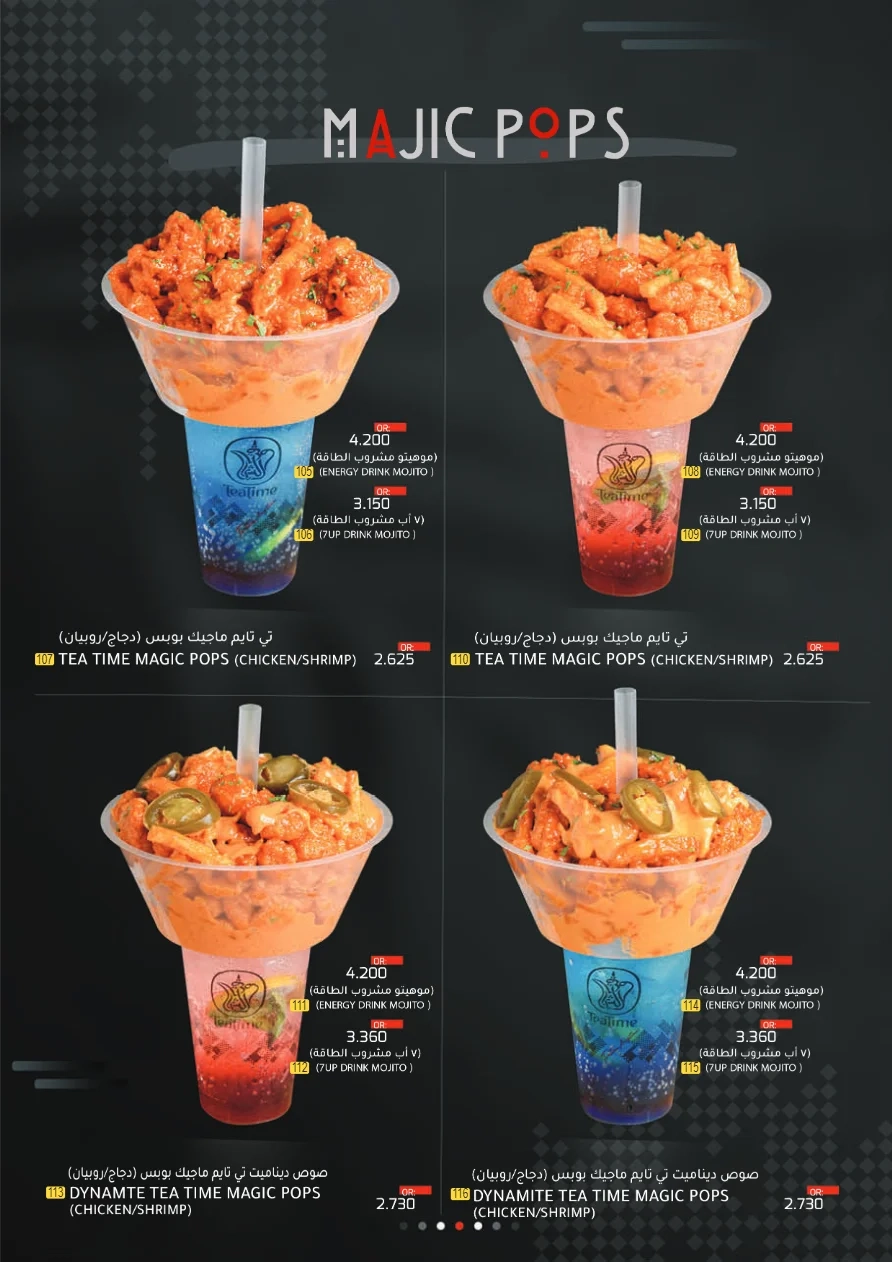 MAJIC POPS
OR:
4.200
(موهيتو مشروب الطاقة)
105 (ENERGY DRINK MOJITO )
OR:
3.150
(٧ أب مشروب الطاقة)
106 (7UP DRINK MOJITO )
TeaTime
تي تايم ماجيك بوبس (دجاج/روبيان)
OR:
107 TEA TIME MAGIC POPS (CHICKEN/SHRIMP) 2.625
OR:
4.200
(موهيتو مشروب الطاقة)
108 (ENERGY DRINK MOJITO )
OR:
3.150
(٧ أب مشروب الطاقة)
109 (7UP DRINK MOJITO )
TeaTime
تي تايم ماجيك بوبس (دجاج/روبيان)
OR:
110 TEA TIME MAGIC POPS (CHICKEN/SHRIMP) 2.625
OR:
4.200
(موهيتو مشروب الطاقة)
111 (ENERGY DRINK MOJITO )
TeaTime
OR:
3.360
(٧ أب مشروب الطاقة)
112 (7UP DRINK MOJITO )
صوص ديناميت تي تايم ماجيك بوبس (دجاج/روبيان)
113 DYNAMTE TEA TIME MAGIC POPS
(CHICKEN/SHRIMP)
OR:
2.730
OR:
4.200
(موهيتو مشروب الطاقة)
114 (ENERGY DRINK MOJITO )
TeaTime
OR:
3.360
(٧ أب مشروب الطاقة)
115 (7UP DRINK MOJITO )
صوص ديناميت تي تايم ماجيك بوبس (دجاج/روبيان)
116 DYNAMITE TEA TIME MAGIC POPS
(CHICKEN/SHRIMP)
OR:
2.730